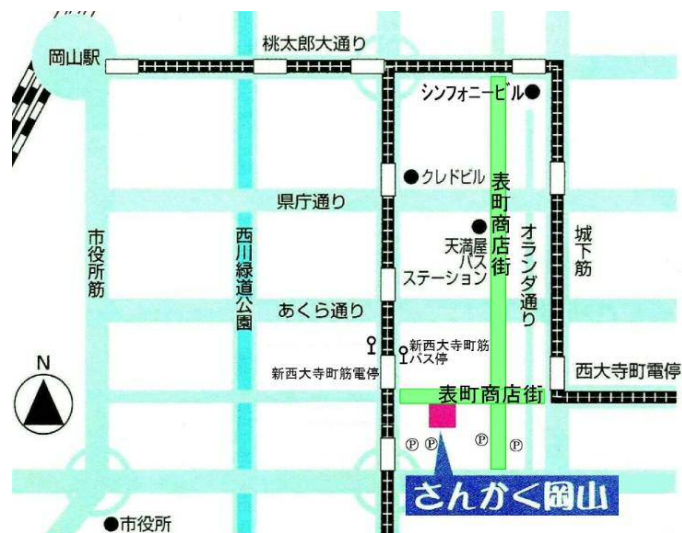 岡山駅
桃太郎大通り
シンフォニービル
クレドビル
県庁通り
表町商店街
天満屋
バス
ステーション
オランダ通り
城下筋
市役所筋
西川緑道公園
あくら通り
新西大寺町筋
バス停
新西大寺町筋電停
西大寺町電停
N
表町商店街
Ⓟ Ⓟ Ⓟ Ⓟ
さんかく岡山
市役所